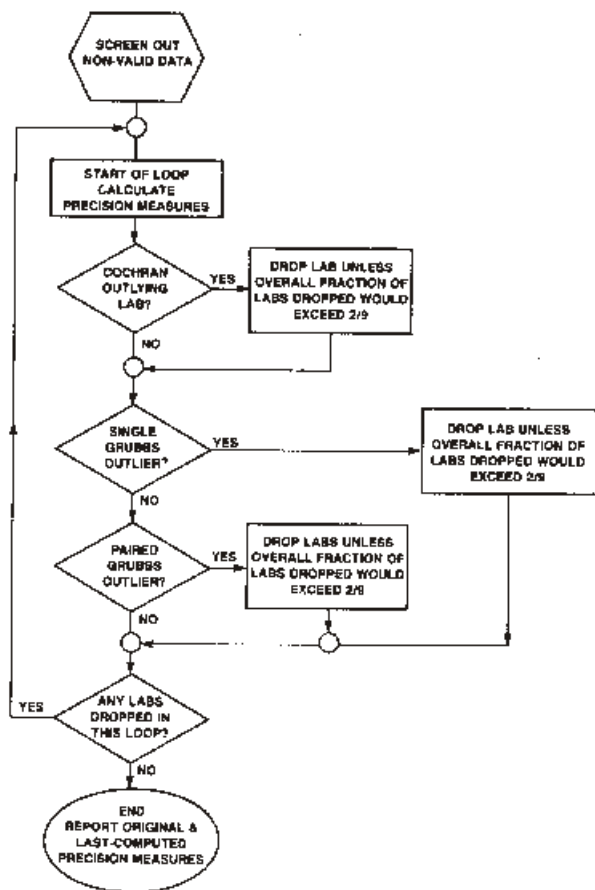 SCREEN OUT
NON-VALID DATA
START OF LOOP
CALCULATE
PRECISION MEASURES
COCHRAN
OUTLYING
LAB?
YES
DROP LAB UNLESS
OVERALL FRACTION OF
LABS DROPPED WOULD
EXCEED 2/9
NO
SINGLE
GRUBBS
OUTLIER?
YES
DROP LAB UNLESS
OVERALL FRACTION OF
LABS DROPPED WOULD
EXCEED 2/9
NO
PAIRED
GRUBBS
OUTLIER?
YES
DROP LABS UNLESS
OVERALL FRACTION OF
LABS DROPPED WOULD
EXCEED 2/9
NO
ANY LABS
DROPPED IN
THIS LOOP?
YES
NO
END
REPORT ORIGINAL &
LAST-COMPUTED
PRECISION MEASURES